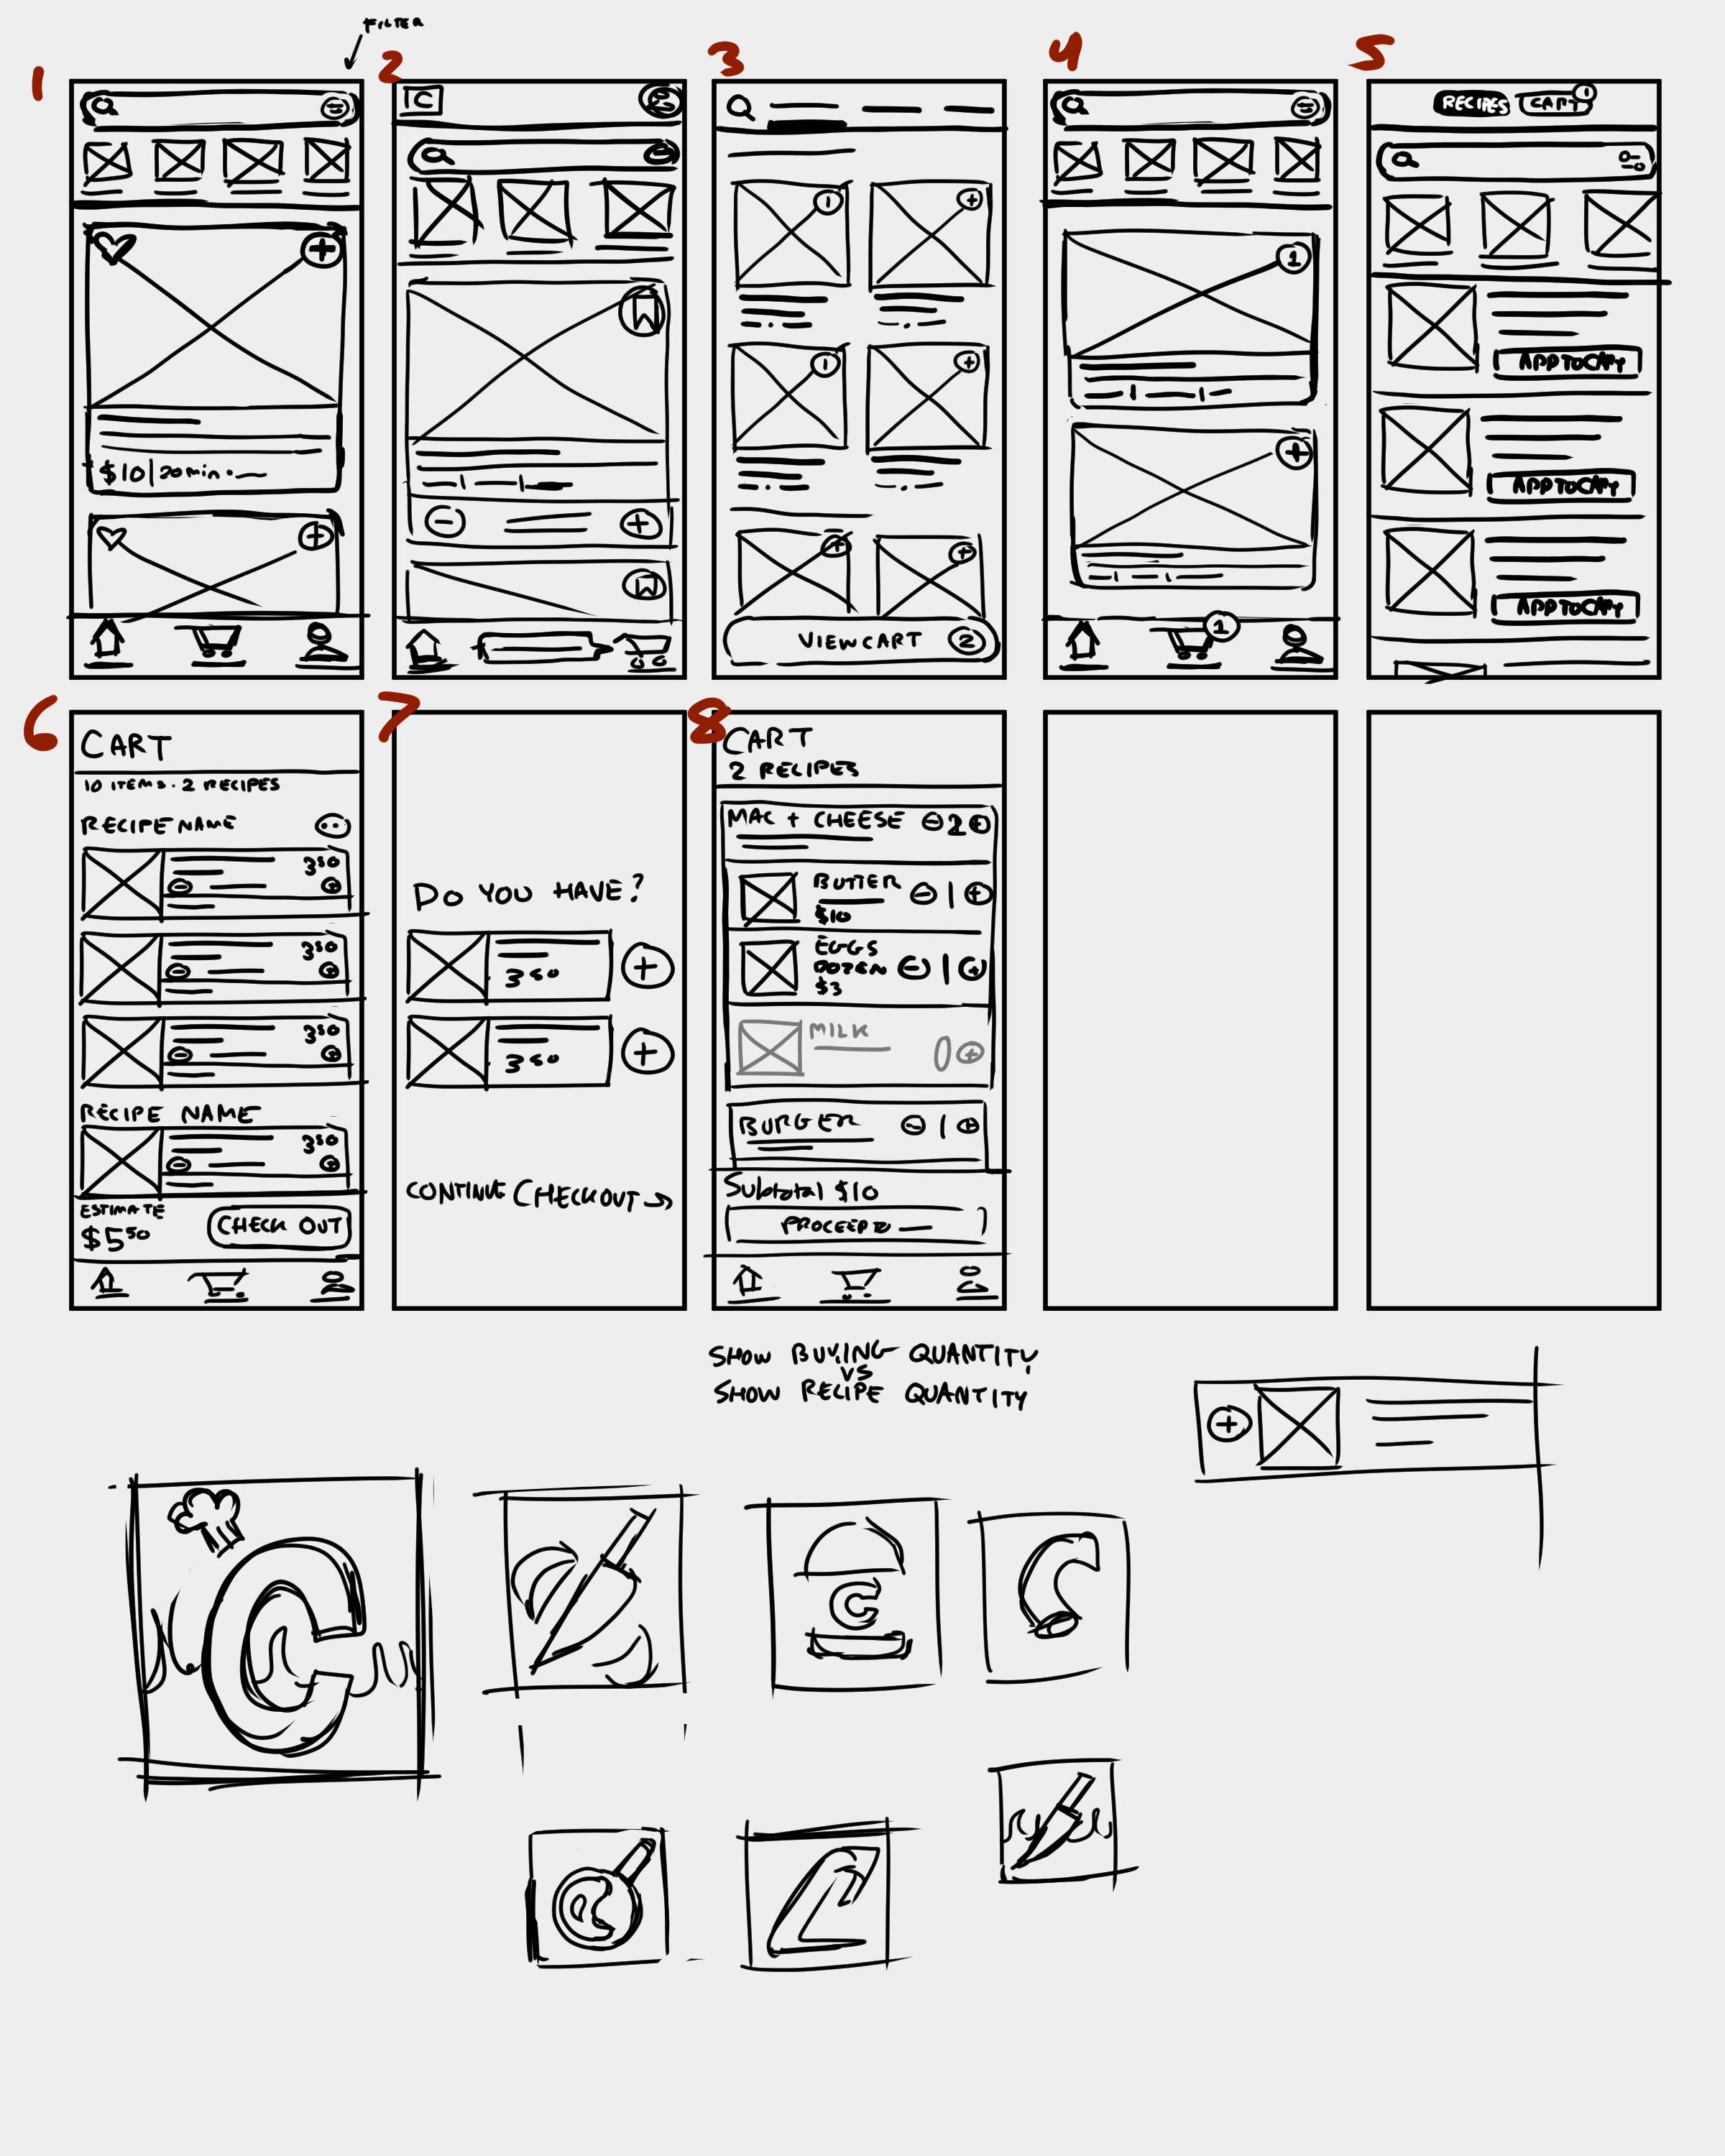 FILTER
1
2
3
4
5
IC
RECIPES
CART
1
1
1
1
+
+
+
+
+
+
+
$10 | 20 min. —
ADD TO CART
ADD TO CART
ADD TO CART
- +
VIEW CART 2
1
6
7
8
CART
10 ITEMS. 2 RECIPES
RECIPE NAME
3 50
3 50
3 50
RECIPE NAME
3 50
ESTIMATE
$5 50
CHECK OUT
DO YOU HAVE?
3 50 +
3 50 +
CONTINUE CHECKOUT →
CART
2 RECIPES
MAC + CHEESE - 2 +
BUTTER - 1 +
$10
EGGS
DOZEN - 1 +
$3
MILK
0 +
BURGER - 1 +
Subtotal $10
PROCEED TO —
SHOW BUYING QUANTITY
VS
SHOW RECIPE QUANTITY
+
C
C